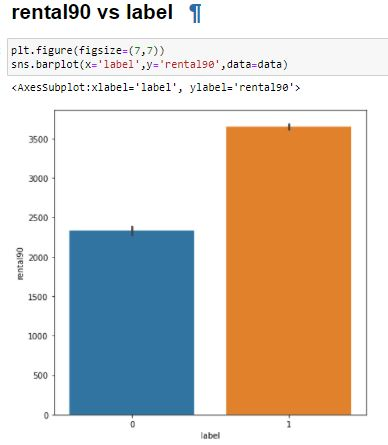 rental90 vs label ¶
plt.figure(figsize=(7,7))
sns.barplot(x='label',y='rental90',data=data)
<AxesSubplot:xlabel='label', ylabel='rental90'>
3500
3000
2500
2000
1500
1000
500
0
rental90
0 1
label